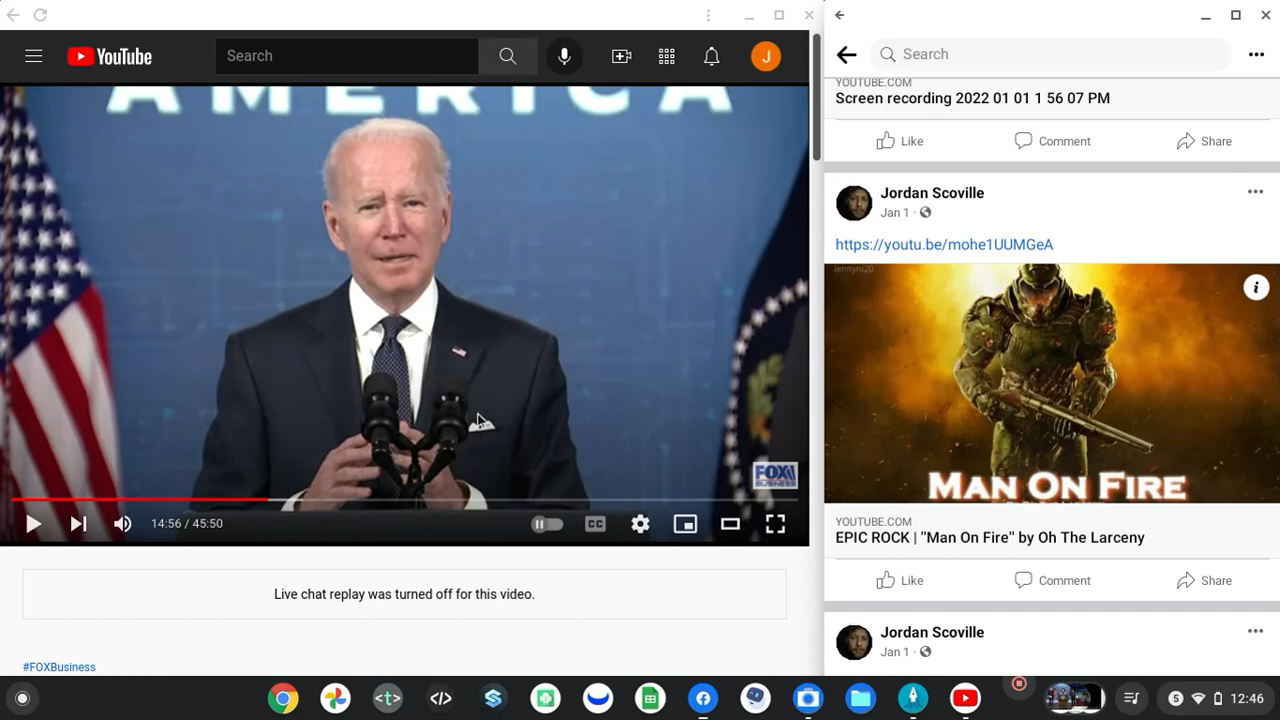 YouTube
Search
J
AMERICA
FOX
BUSINESS
14:56 / 45:50
CC
Live chat replay was turned off for this video.
#FOXBusiness
Search
YOUTUBE.COM
Screen recording 2022 01 01 1 56 07 PM
Like
Comment
Share
Jordan Scoville
Jan 1 ·
https://youtu.be/mohe1UUMGeA
Jennyni20
i
MAN ON FIRE
YOUTUBE.COM
EPIC ROCK | "Man On Fire" by Oh The Larceny
Like
Comment
Share
Jordan Scoville
Jan 1 ·
<t>
</>
5
12:46